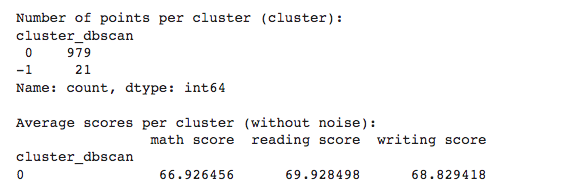 Number of points per cluster (cluster):
cluster_dbscan
 0    979
-1     21
Name: count, dtype: int64

Average scores per cluster (without noise):
                math score  reading score  writing score
cluster_dbscan
0                66.926456      69.928498      68.829418